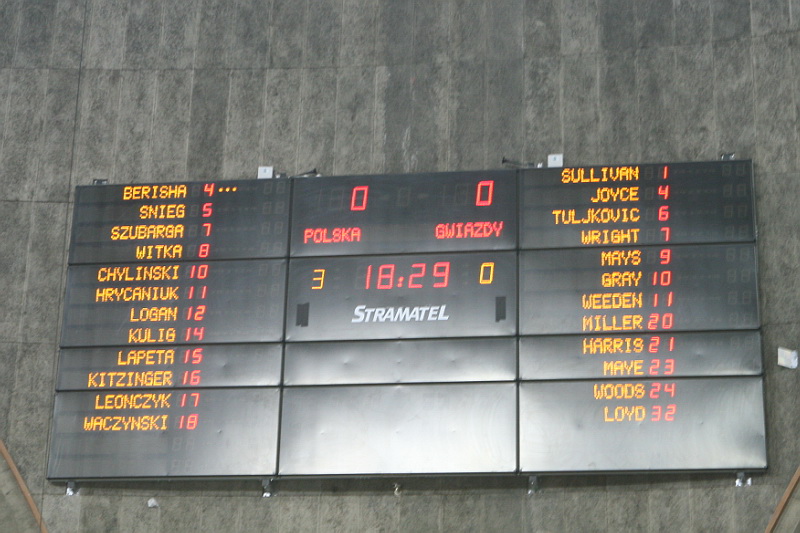 BERISHA 4
SNIEG 5
SZUBARGA 7
WITKA 8
CHYLINSKI 10
HRYCANIUK 11
LOGAN 12
KULIG 14
LAPETA 15
KITZINGER 16
LEONCZYK 17
WACZYNSKI 18
0 0
POLSKA GWIAZDY
3 18:29 0
STRAMATEL
SULLIVAN 1
JOYCE 4
TULJKOVIC 6
WRIGHT 7
MAYS 9
GRAY 10
WEEDEN 11
MILLER 20
HARRIS 21
MAYE 23
WOODS 24
LOYD 32